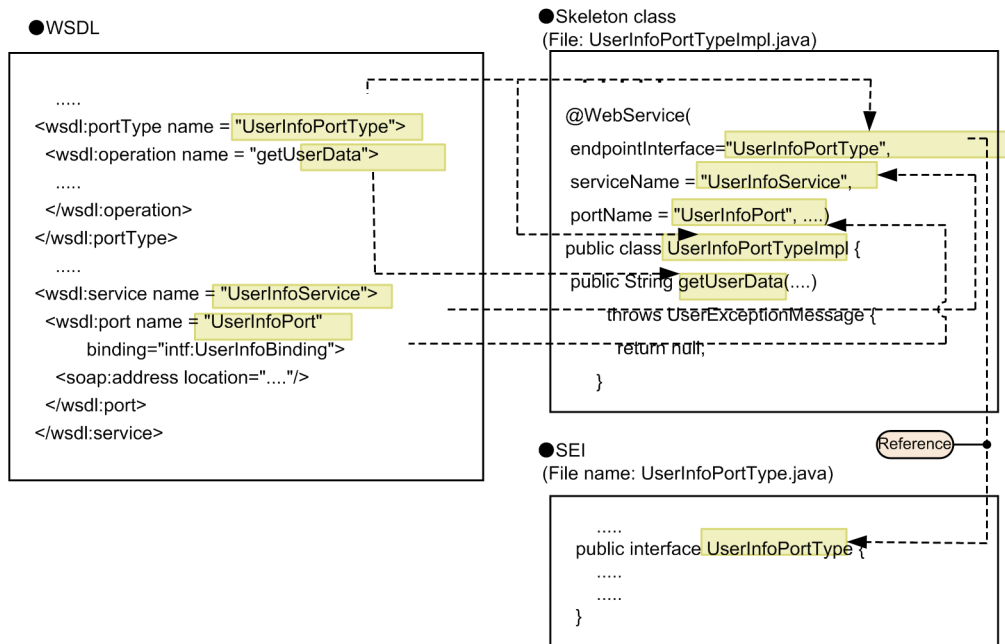 ●WSDL
.....
<wsdl:portType name = "UserInfoPortType">
<wsdl:operation name = "getUserData">
.....
</wsdl:operation>
</wsdl:portType>
.....
<wsdl:service name = "UserInfoService">
<wsdl:port name = "UserInfoPort"
binding="intf:UserInfoBinding">
<soap:address location="...."/>
</wsdl:port>
</wsdl:service>
●Skeleton class
(File: UserInfoPortTypeImpl.java)
. . . . .
@WebService(
endpointInterface="UserInfoPortType",
serviceName = "UserInfoService",
portName = "UserInfoPort", ....)
public class UserInfoPortTypeImpl {
public String getUserData(....)
throws UserExceptionMessage {
return null;
}
Reference
●SEI
(File name: UserInfoPortType.java)
.....
public interface UserInfoPortType {
.....
.....
}